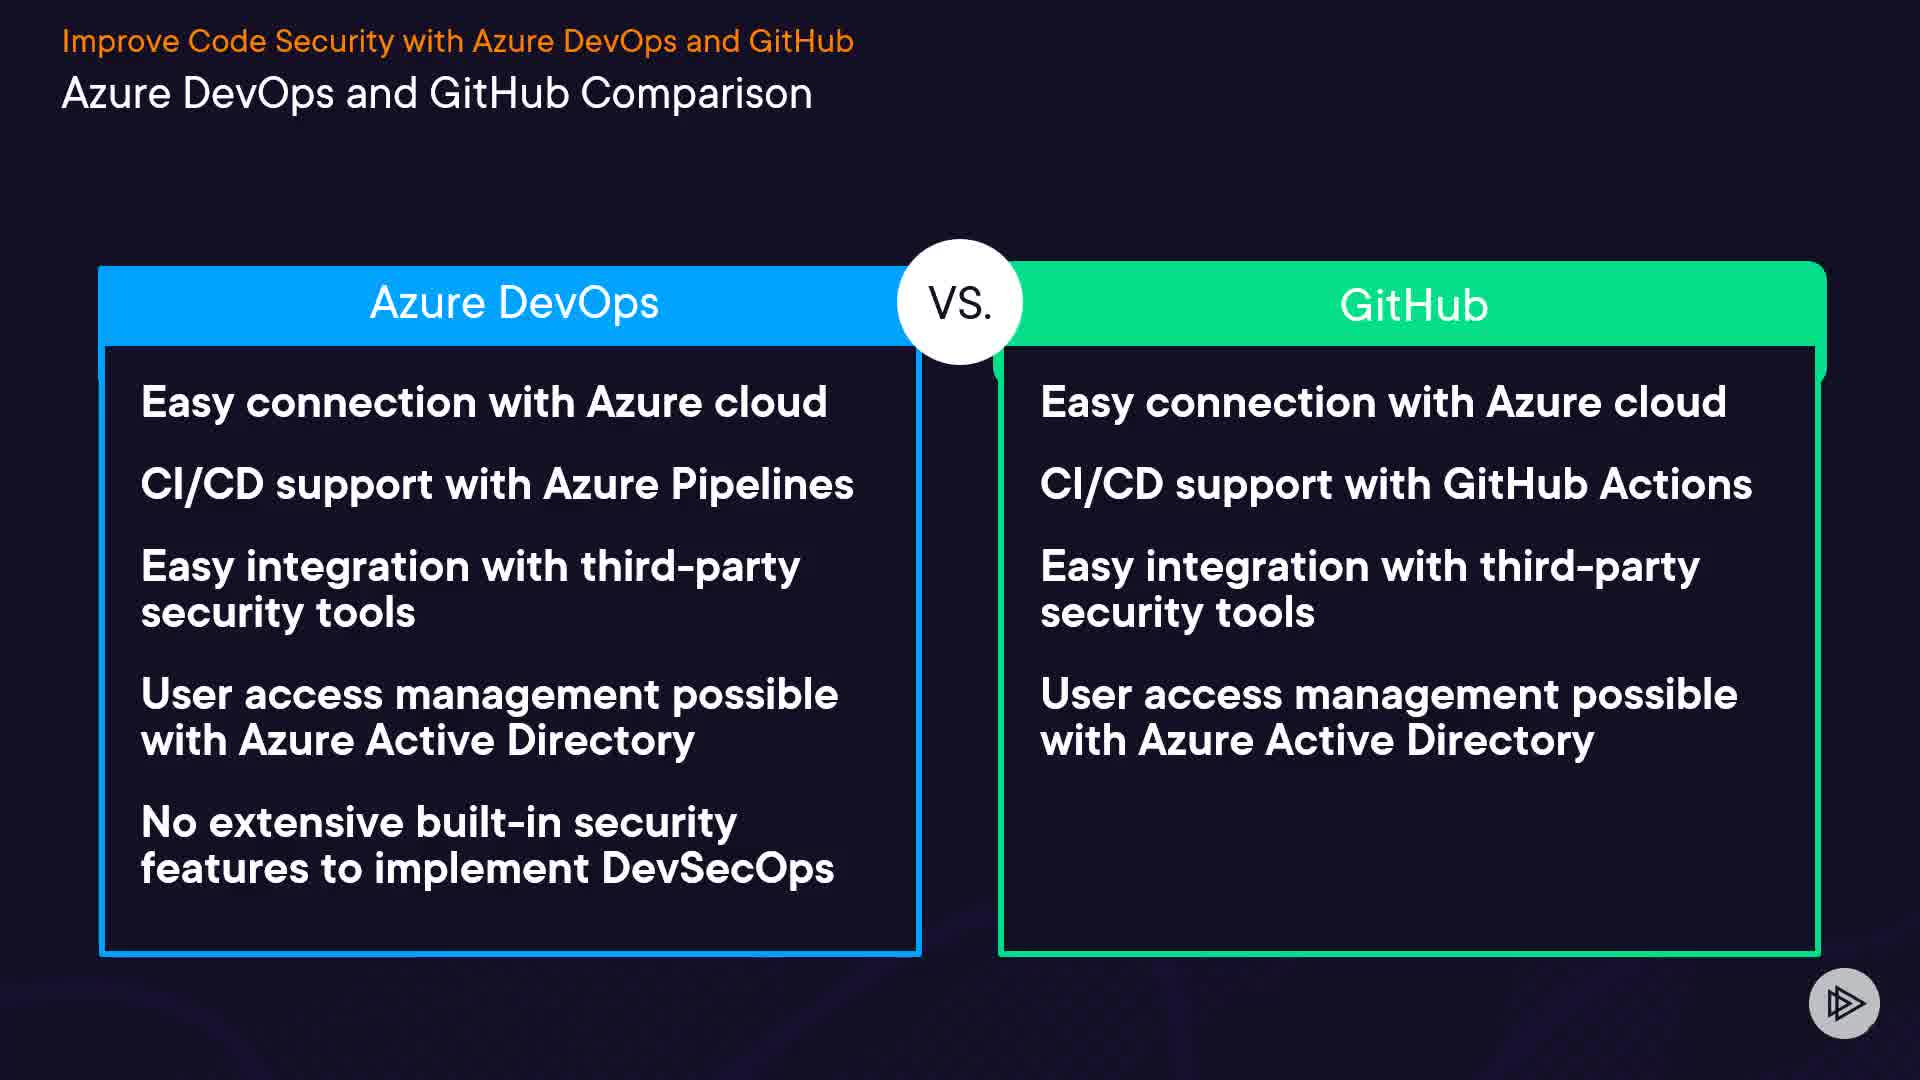 Improve Code Security with Azure DevOps and GitHub
Azure DevOps and GitHub Comparison
Azure DevOps
VS.
GitHub
Easy connection with Azure cloud
CI/CD support with Azure Pipelines
Easy integration with third-party
security tools
User access management possible
with Azure Active Directory
No extensive built-in security
features to implement DevSecOps
Easy connection with Azure cloud
CI/CD support with GitHub Actions
Easy integration with third-party
security tools
User access management possible
with Azure Active Directory